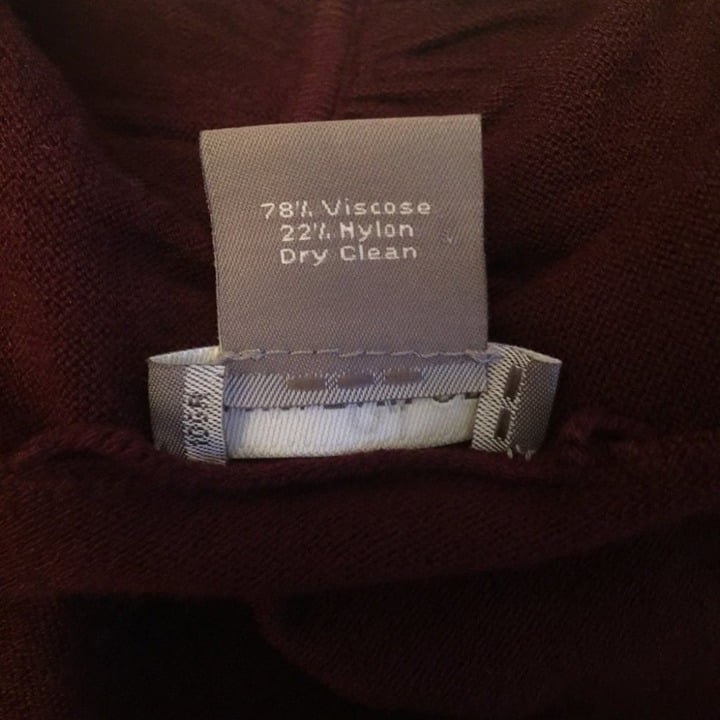 78% Viscose
22% Nylon
Dry Clean